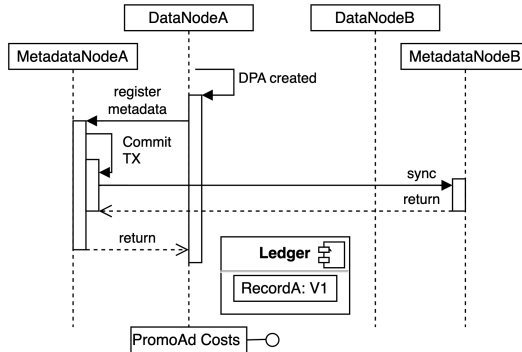 DataNodeA
DataNodeB
MetadataNodeA
MetadataNodeB
DPA created
register
metadata
Commit
TX
sync
return
return
Ledger
RecordA: V1
PromoAd Costs